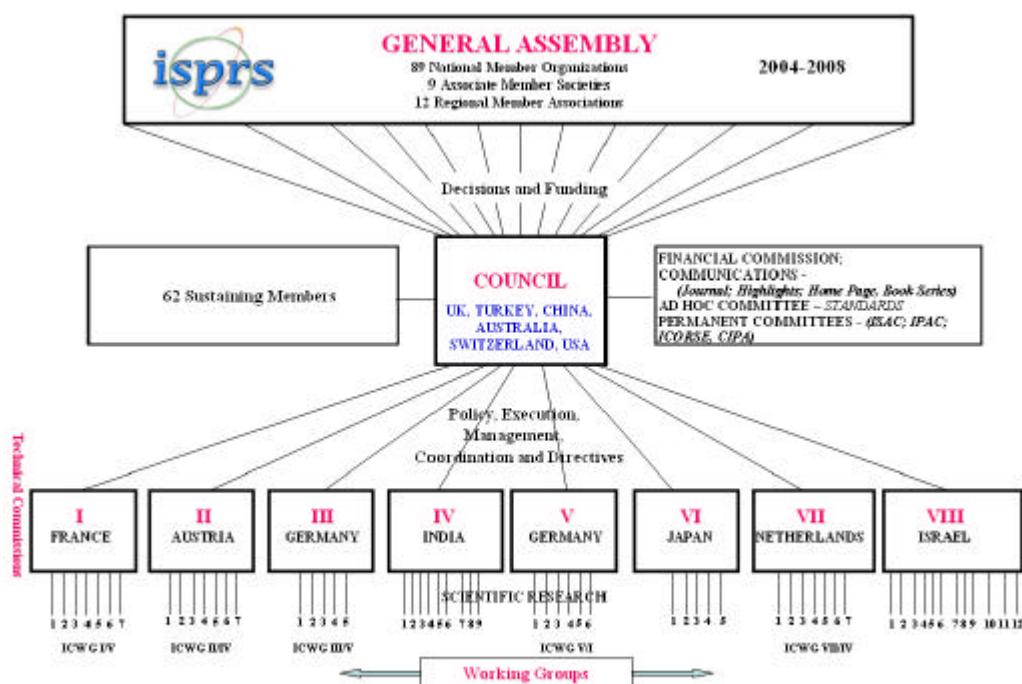 isprs
GENERAL ASSEMBLY
89 National Member Organizations
9 Associate Member Societies
12 Regional Member Associations
2004-2008
Decisions and Funding
62 Sustaining Members
COUNCIL
UK, TURKEY, CHINA,
AUSTRALIA,
SWITZERLAND, USA
FINANCIAL COMMISSION;
COMMUNICATIONS -
(Journal; Highlights; Home Page, Book Series)
AD HOC COMMITTEE – STANDARDS
PERMANENT COMMITTEES - (ISAC; IPAC;
ICORSE, CIPA)
Policy, Execution,
Management,
Coordination and Directives
Technical Commissions
I II III IV V VI VII VIII
FRANCE AUSTRIA GERMANY INDIA GERMANY JAPAN NETHERLANDS ISRAEL
SCIENTIFIC RESEARCH
1 2 3 4 5 6 7 1 2 3 4 5 6 7 1 2 3 4 5 1 2 3 4 5 6 7 8 9 1 2 3 4 5 6 1 2 3 4 5 1 2 3 4 5 6 7 1 2 3 4 5 6 7 8 9 10 11 12
ICWG I/V ICWG II/IV ICWG III/V ICWG V/I ICWG VII/IV
Working Groups